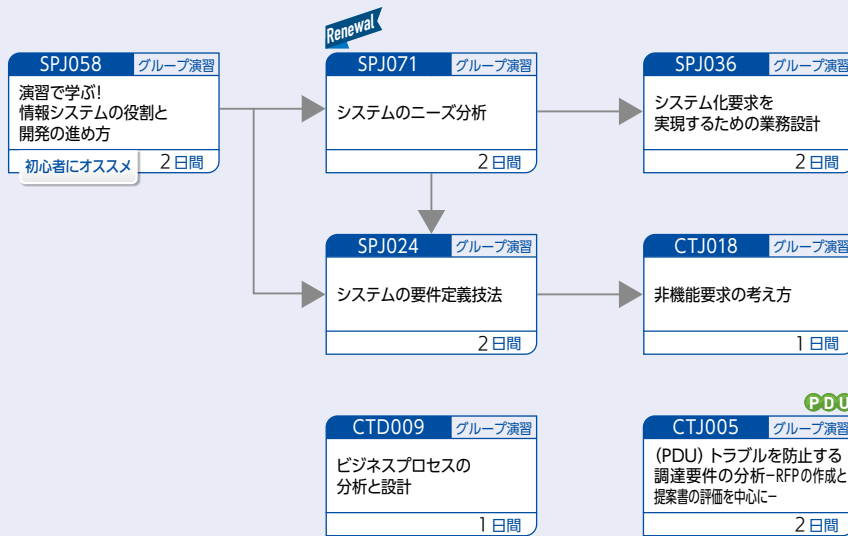 Renewal
SPJ058 グループ演習
演習で学ぶ!
情報システムの役割と
開発の進め方
初心者にオススメ 2日間
SPJ071 グループ演習
システムのニーズ分析
2日間
SPJ036 グループ演習
システム化要求を
実現するための業務設計
2日間
SPJ024 グループ演習
システムの要件定義技法
2日間
CTJ018 グループ演習
非機能要求の考え方
1日間
CTD009 グループ演習
ビジネスプロセスの
分析と設計
1日間
PDU
CTJ005 グループ演習
(PDU) トラブルを防止する
調達要件の分析-RFPの作成と
提案書の評価を中心に-
2日間